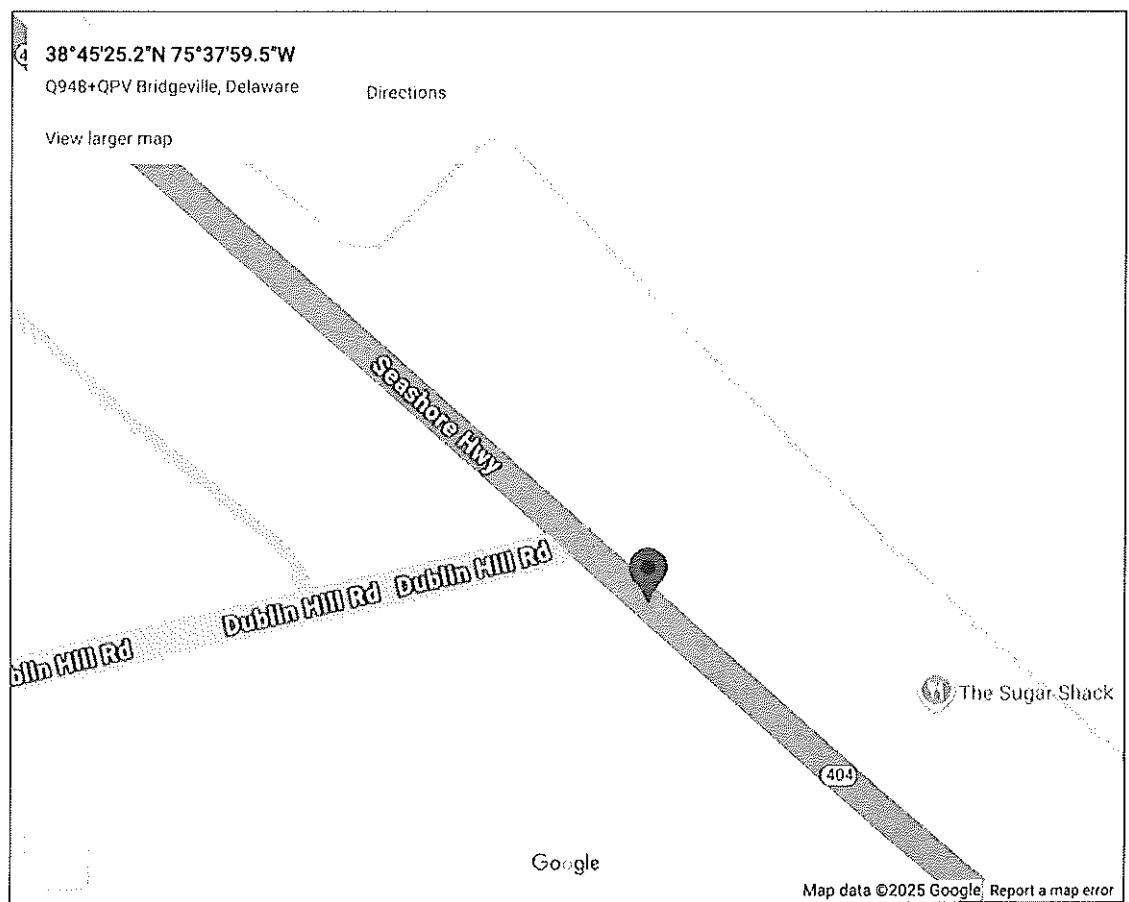 38°45'25.2"N 75°37'59.5"W
Q948+QPV Bridgeville, Delaware
Directions
View larger map
Seashore Hwy
Dublin Hill Rd
Dublin Hill Rd
blin Hill Rd
The Sugar Shack
404
Google
Map data ©2025 Google
Report a map error